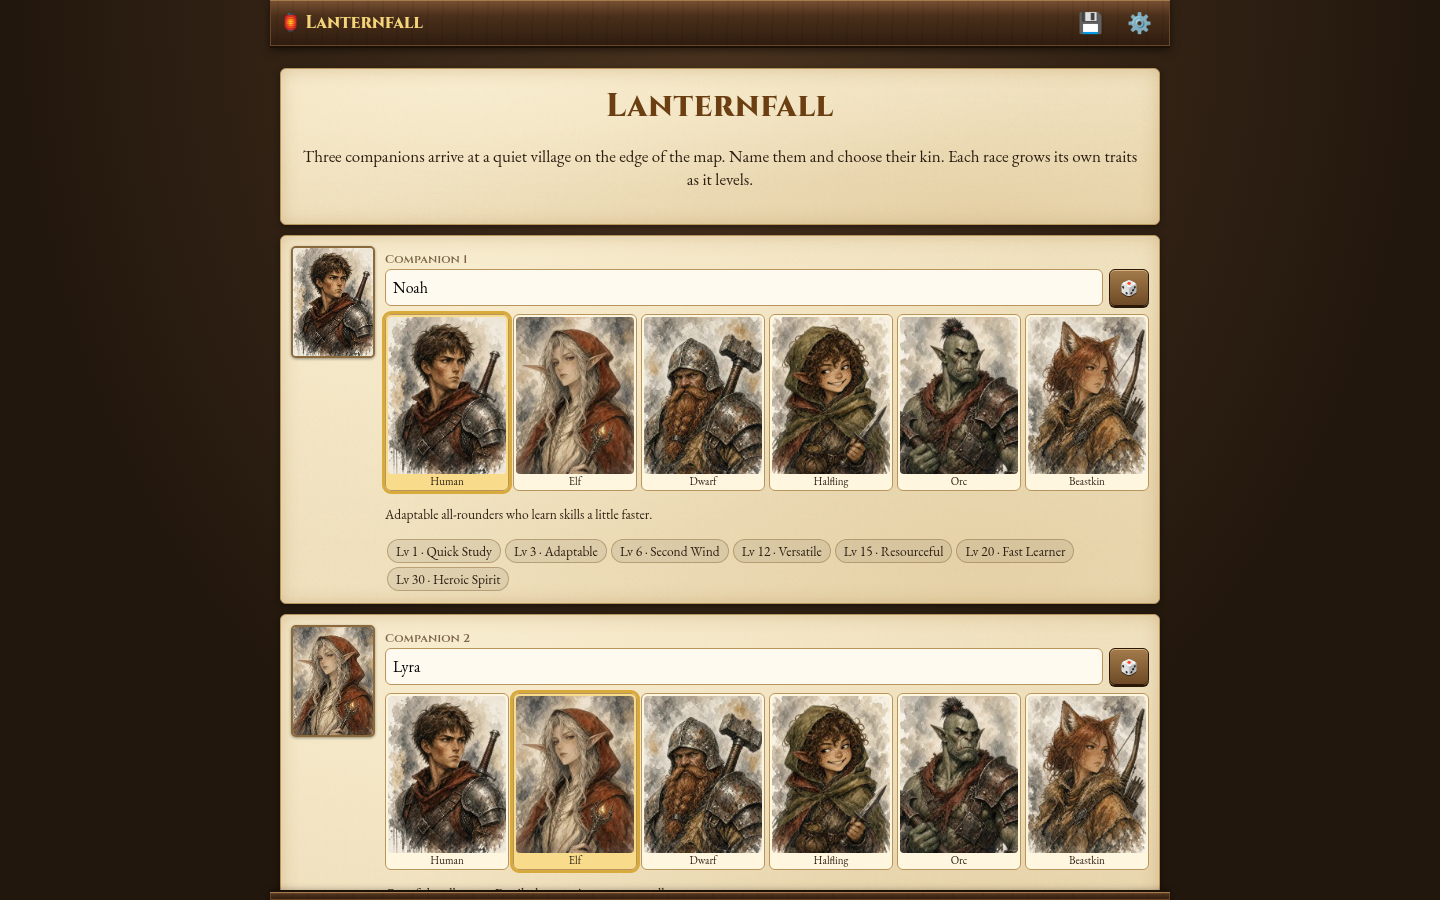 Lanternfall
Lanternfall
Three companions arrive at a quiet village on the edge of the map. Name them and choose their kin. Each race grows its own traits
as it levels.
Companion 1
Noah
Human Elf Dwarf Halfling Orc Beastkin
Adaptable all-rounders who learn skills a little faster.
Lv 1 · Quick Study Lv 3 · Adaptable Lv 6 · Second Wind Lv 12 · Versatile Lv 15 · Resourceful Lv 20 · Fast Learner
Lv 30 · Heroic Spirit
Companion 2
Lyra
Human Elf Dwarf Halfling Orc Beastkin